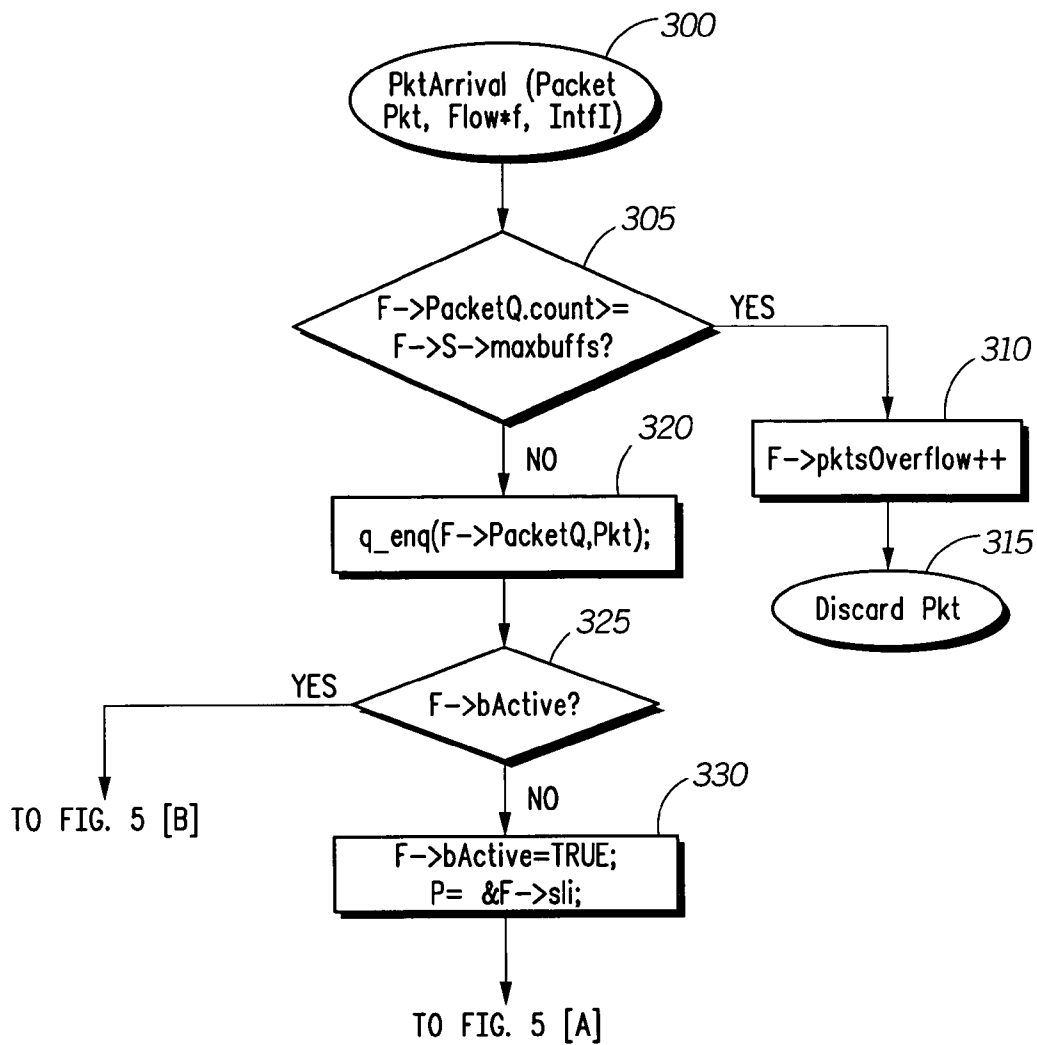 300
PktArrival (Packet
Pkt, Flow*f, IntfI)
305
F->PacketQ.count>=
F->S->maxbuffs?
YES
310
F->pktsOverflow++
NO
320
q_enq(F->PacketQ,Pkt);
315
Discard Pkt
325
YES
F->bActive?
TO FIG. 5 [B]
NO
330
F->bActive=TRUE;
P= &F->sli;
TO FIG. 5 [A]